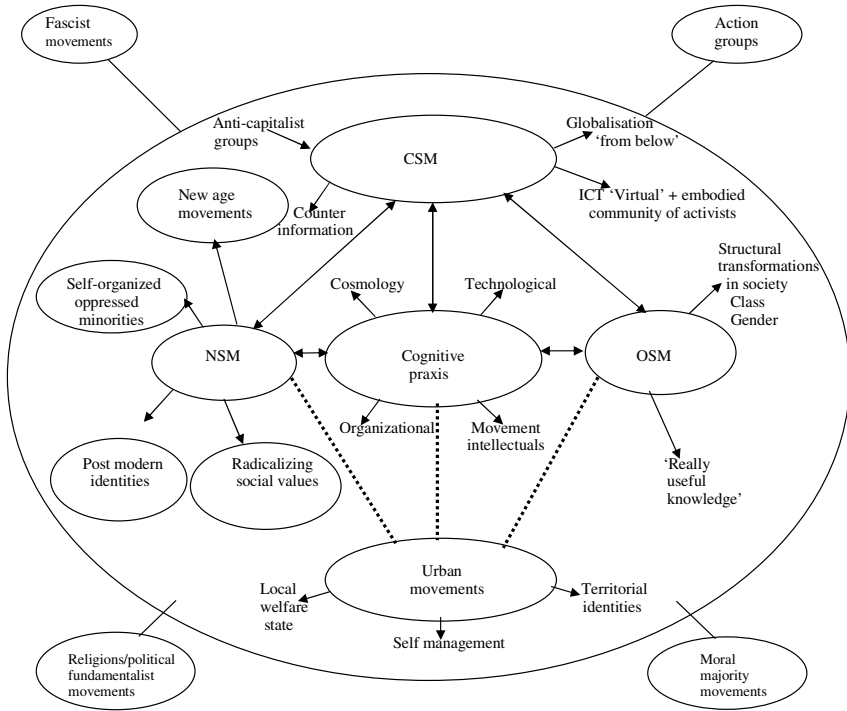 Fascist
movements
Action
groups
Anti-capitalist
groups
CSM
Globalisation
‘from below’
New age
movements
Counter
information
ICT ‘Virtual’ + embodied
community of activists
Self-organized
oppressed
minorities
Cosmology
Technological
Structural
transformations
in society
Class
Gender
NSM
Cognitive
praxis
OSM
Organizational
Movement
intellectuals
Post modern
identities
Radicalizing
social values
‘Really
useful
knowledge’
Urban
movements
Local
welfare
state
Territorial
identities
Self management
Religions/political
fundamentalist
movements
Moral
majority
movements